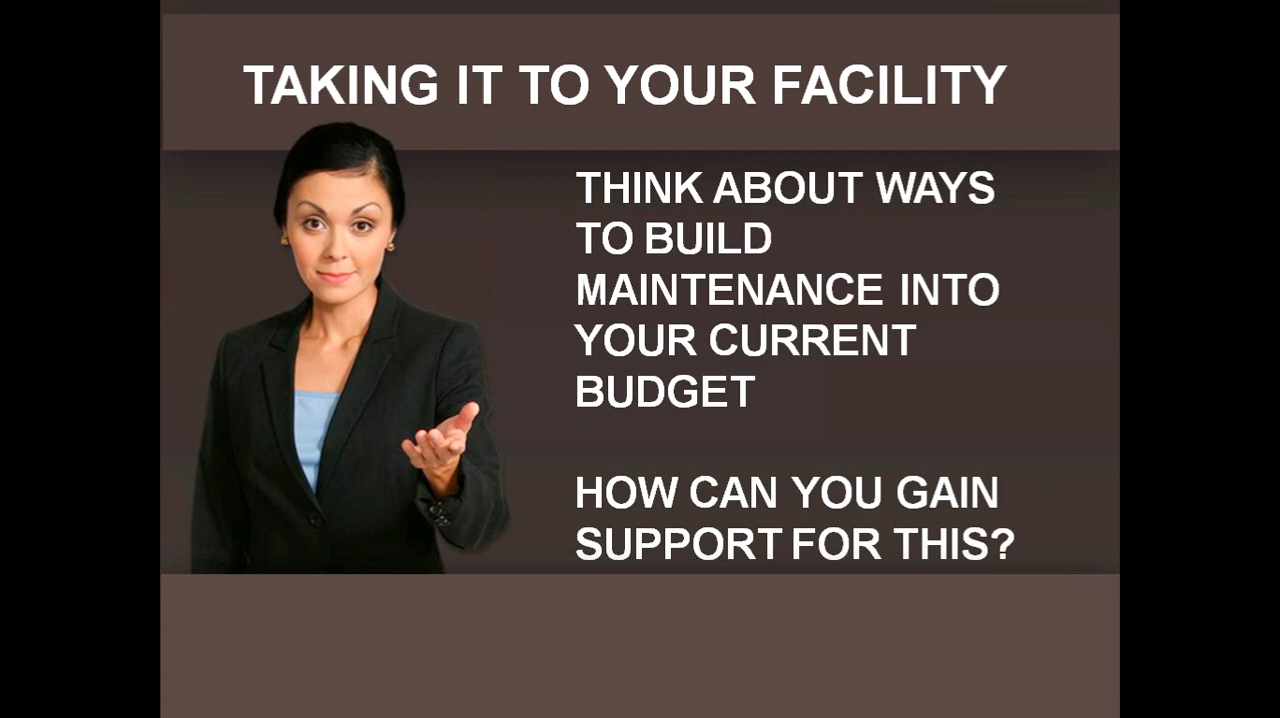 TAKING IT TO YOUR FACILITY
THINK ABOUT WAYS
TO BUILD
MAINTENANCE INTO
YOUR CURRENT
BUDGET
HOW CAN YOU GAIN
SUPPORT FOR THIS?